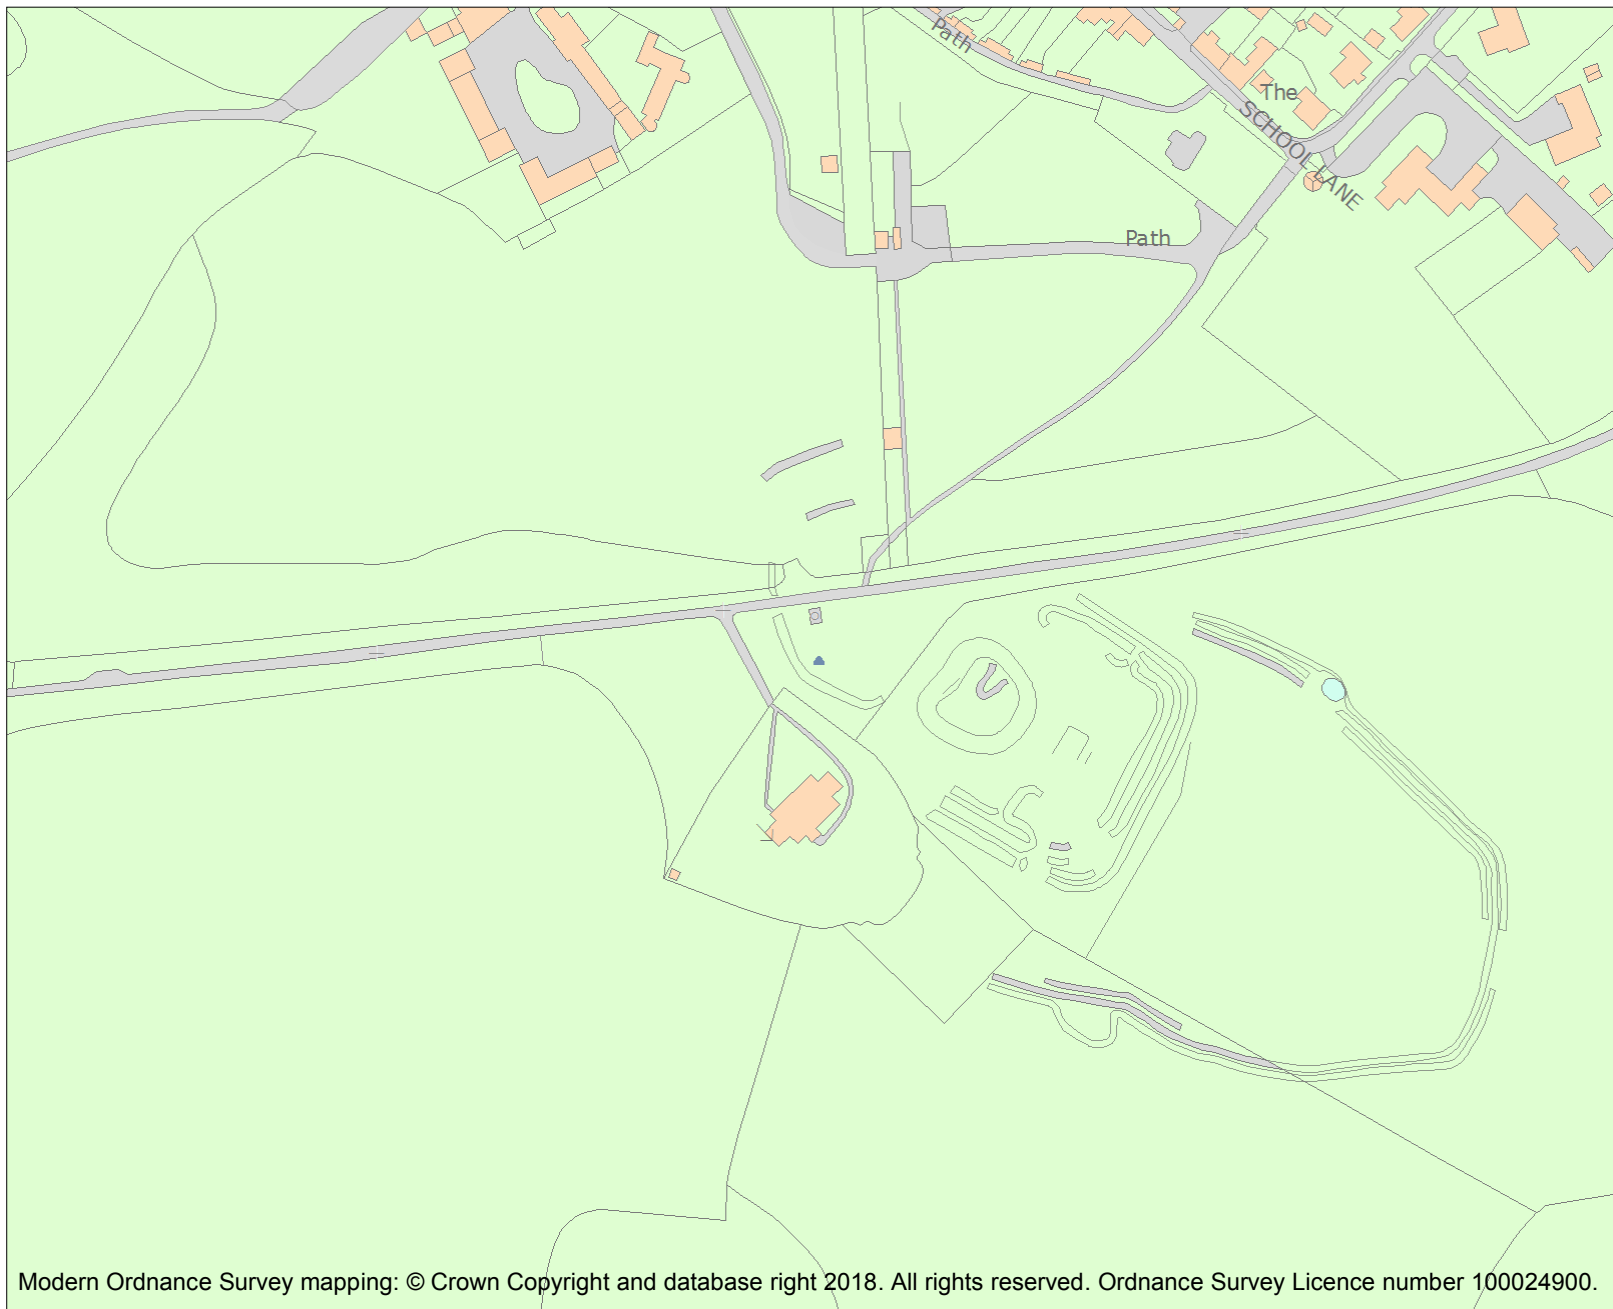 Path
The
SCHOOL LANE
Path
Modern Ordnance Survey mapping: © Crown Copyright and database right 2018. All rights reserved. Ordnance Survey Licence number 100024900.